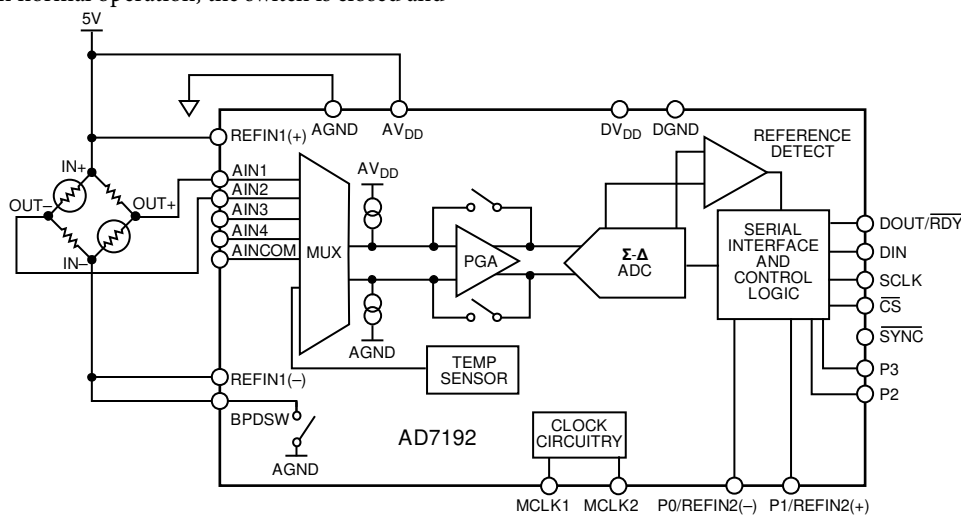 normal operation, the switch is closed and
5V
REFIN1(+)
AGND
AVDD
DVDD
DGND
REFERENCE
DETECT
IN+
OUT–
OUT+
IN–
AIN1
AIN2
AIN3
AIN4
AINCOM
MUX
AVDD
AGND
PGA
Σ-Δ
ADC
SERIAL
INTERFACE
AND
CONTROL
LOGIC
DOUT/RDY
DIN
SCLK
CS
SYNC
P3
P2
TEMP
SENSOR
REFIN1(–)
BPDSW
AGND
AD7192
CLOCK
CIRCUITRY
MCLK1
MCLK2
P0/REFIN2(–)
P1/REFIN2(+)